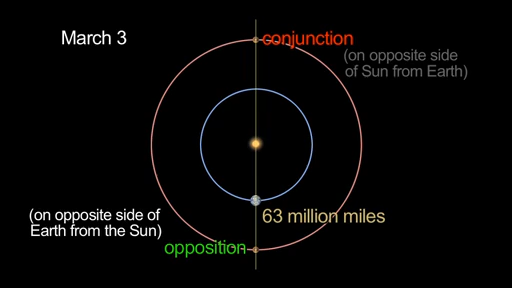 March 3
conjunction
(on opposite side
of Sun from Earth)
(on opposite side of
Earth from the Sun)
63 million miles
opposition